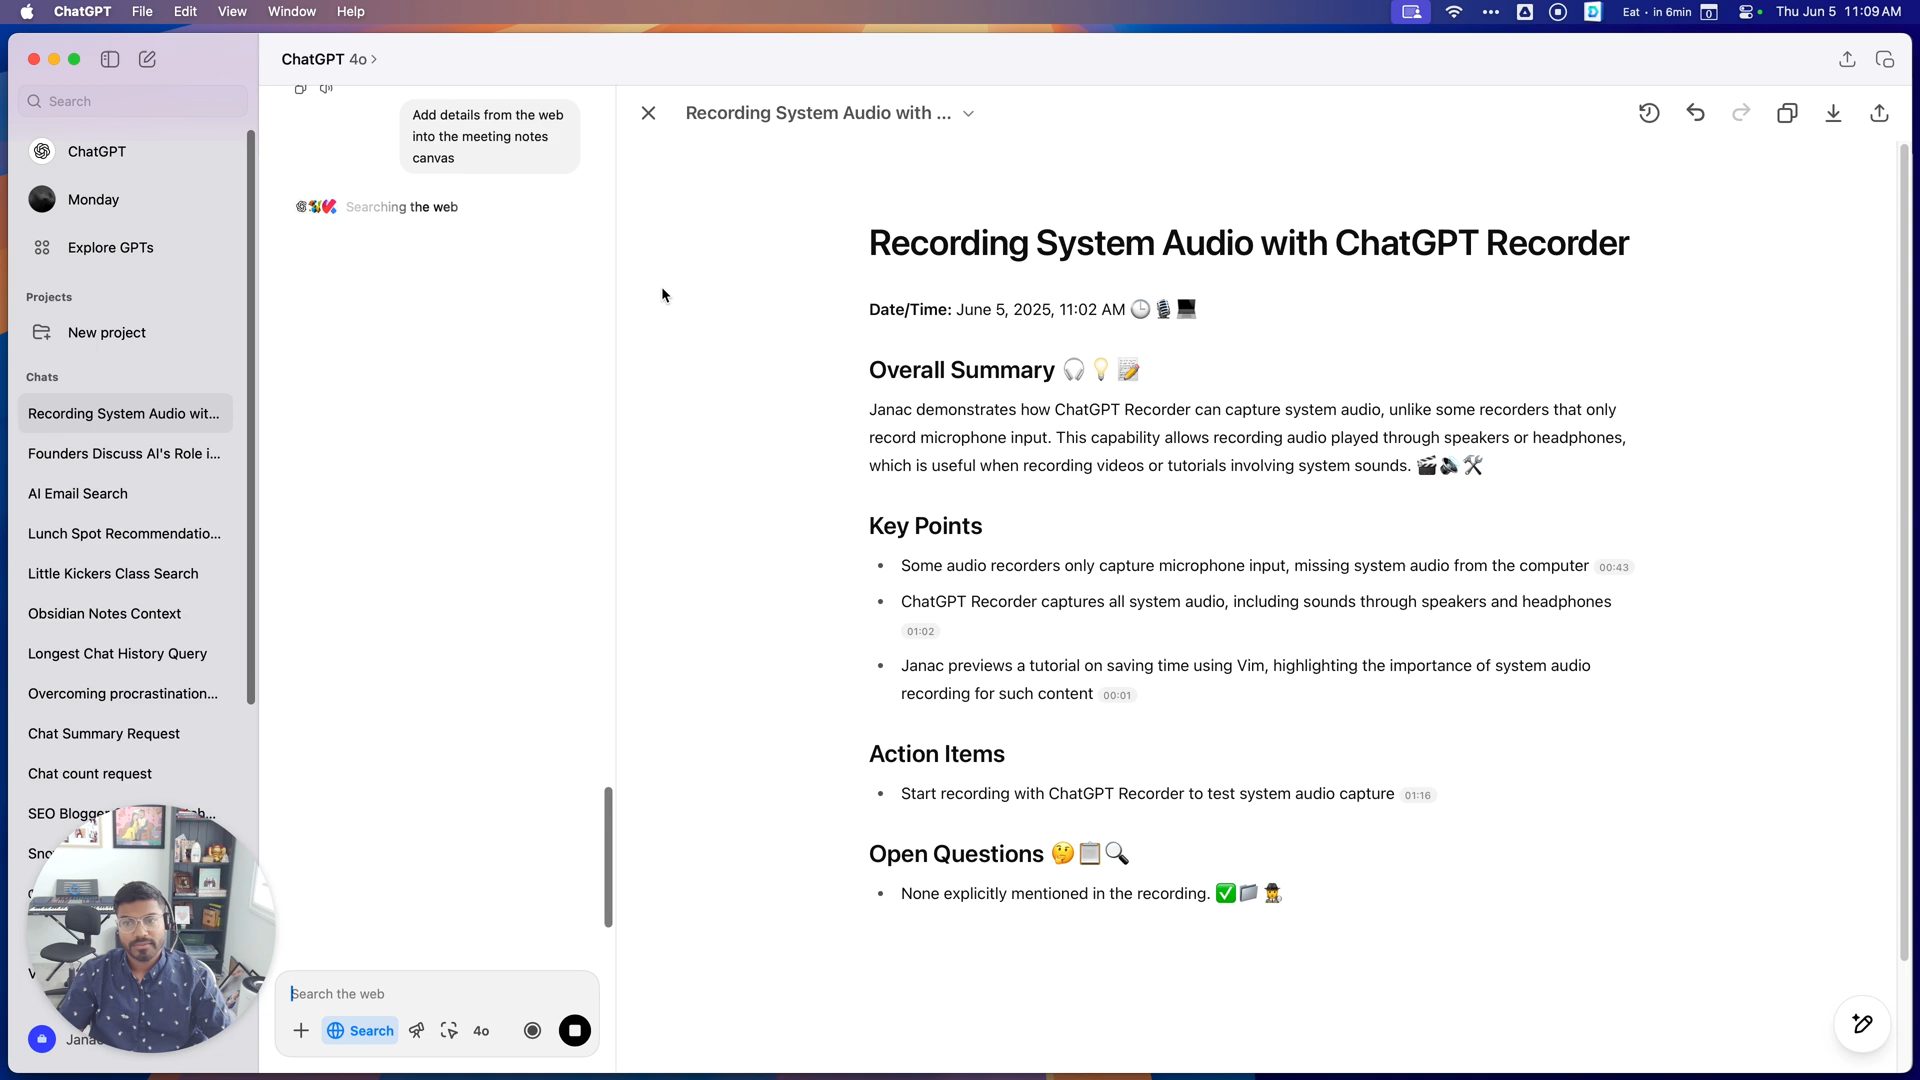 ChatGPT File Edit View Window Help
Eat · in 6min
Thu Jun 5 11:09 AM
ChatGPT 4o >
Search
ChatGPT
Monday
Explore GPTs
Projects
New project
Chats
Recording System Audio wit...
Founders Discuss AI's Role i...
AI Email Search
Lunch Spot Recommendatio...
Little Kickers Class Search
Obsidian Notes Context
Longest Chat History Query
Overcoming procrastination...
Chat Summary Request
Chat count request
SEO Blogger
Add details from the web
into the meeting notes
canvas
Searching the web
Search the web
Search
4o
Recording System Audio with ...
Recording System Audio with ChatGPT Recorder
Date/Time: June 5, 2025, 11:02 AM 🕒🎙️💻
Overall Summary 🎧💡📝
Janac demonstrates how ChatGPT Recorder can capture system audio, unlike some recorders that only
record microphone input. This capability allows recording audio played through speakers or headphones,
which is useful when recording videos or tutorials involving system sounds. 🎬🔊🛠️
Key Points
• Some audio recorders only capture microphone input, missing system audio from the computer 00:43
• ChatGPT Recorder captures all system audio, including sounds through speakers and headphones
01:02
• Janac previews a tutorial on saving time using Vim, highlighting the importance of system audio
recording for such content 00:01
Action Items
• Start recording with ChatGPT Recorder to test system audio capture 01:16
Open Questions 🤔📋🔍
• None explicitly mentioned in the recording. ✅📁🕵️